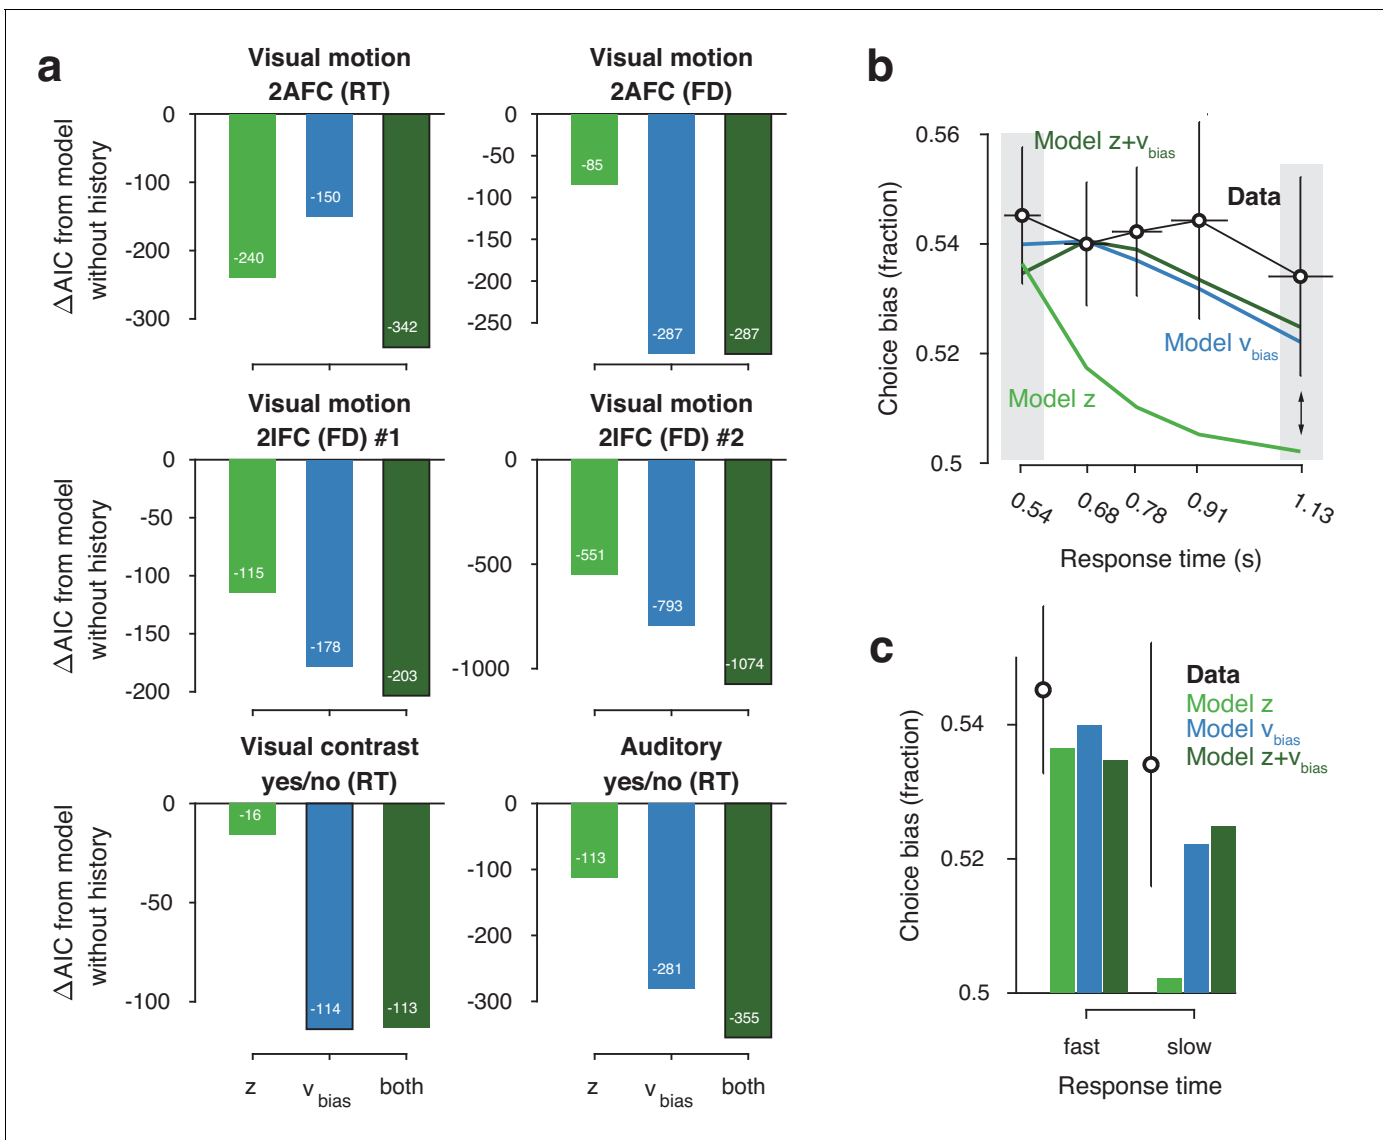 a
Visual motion
2AFC (RT)
ΔAIC from model
without history
0
-100
-200
-300
-240
-150
-342
Visual motion
2AFC (FD)
0
-50
-100
-150
-200
-250
-85
-287
-287
Visual motion
2IFC (FD) #1
ΔAIC from model
without history
0
-50
-100
-150
-200
-115
-178
-203
Visual motion
2IFC (FD) #2
0
-500
-1000
-551
-793
-1074
Visual contrast
yes/no (RT)
ΔAIC from model
without history
0
-50
-100
-16
-114
-113
z
v bias
both
Auditory
yes/no (RT)
0
-100
-200
-300
-113
-281
-355
z
v bias
both
b
Choice bias (fraction)
0.56
0.54
0.52
0.5
Model z+v bias
Data
Model v bias
Model z
0.54
0.68
0.78
0.91
1.13
Response time (s)
c
Choice bias (fraction)
0.54
0.52
0.5
Data
Model z
Model v bias
Model z+v bias
fast
slow
Response time